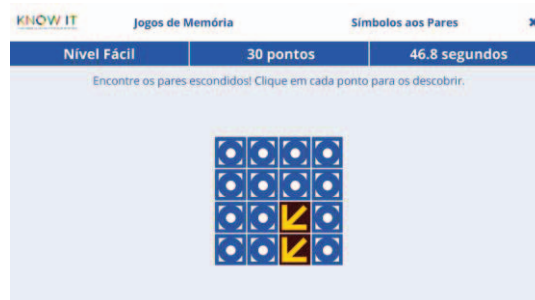 KNOW IT Jogos de Memória Símbolos aos Pares ×
Nível Fácil 30 pontos 46.8 segundos
Encontre os pares escondidos! Clique em cada ponto para os descobrir.